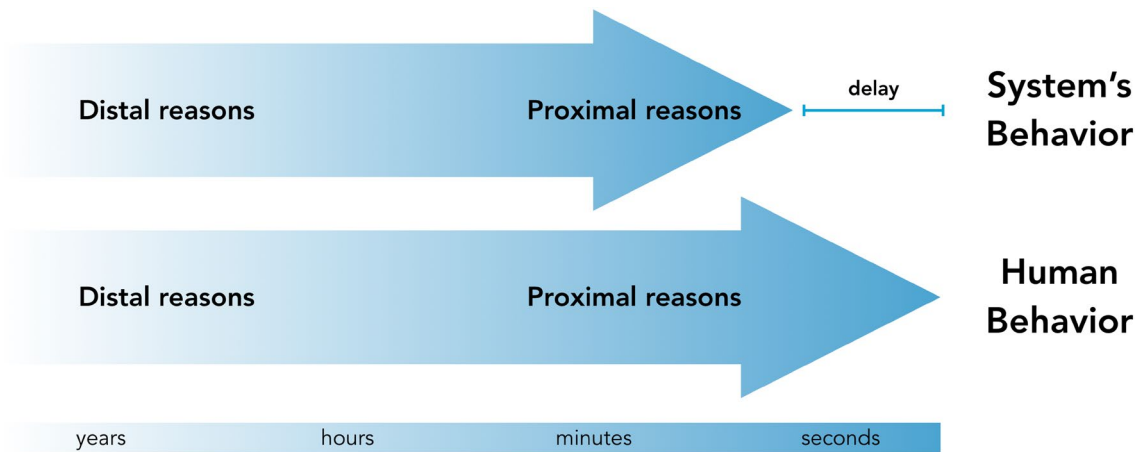 Distal reasons
Proximal reasons
delay
System's
Behavior
Distal reasons
Proximal reasons
Human
Behavior
years hours minutes seconds